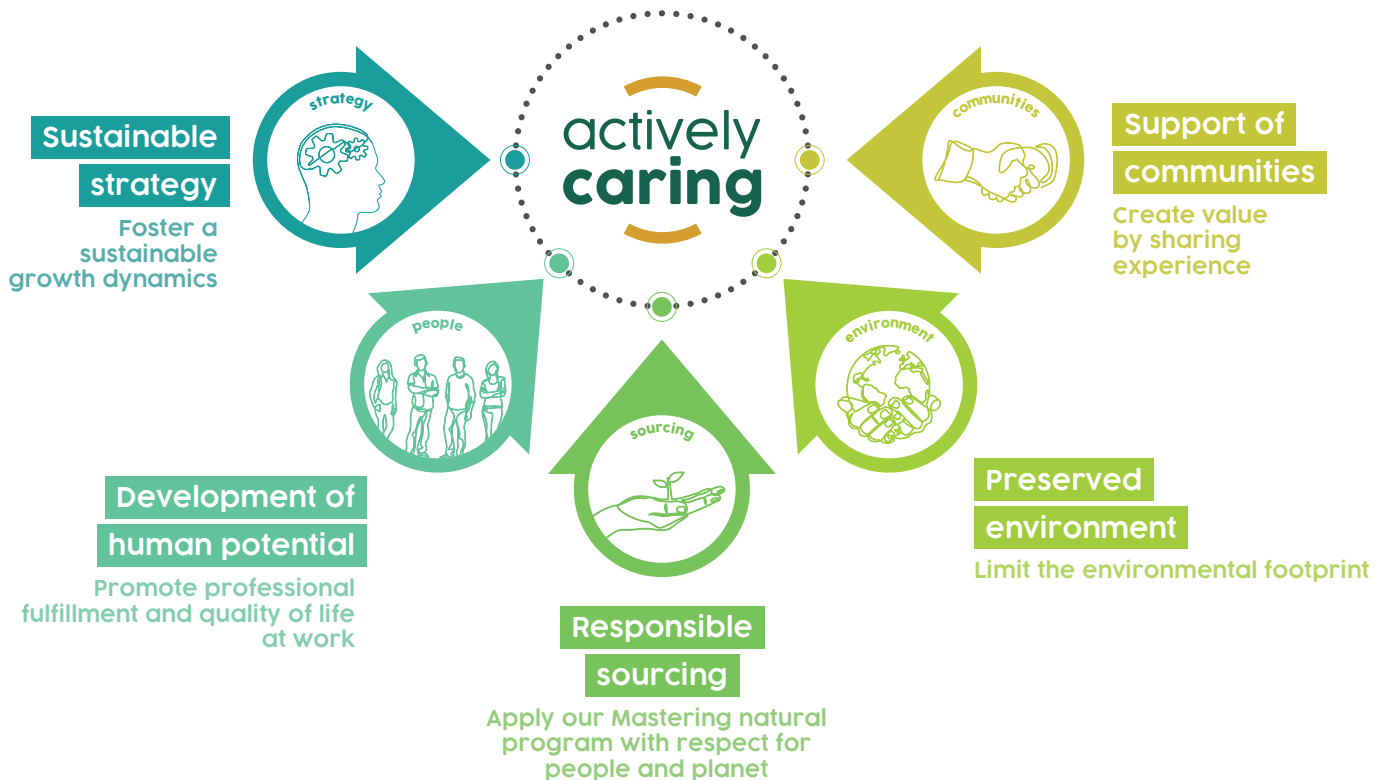 actively
caring
strategy
Sustainable
strategy
Foster a
sustainable
growth dynamics
people
Development of
human potential
Promote professional
fulfillment and quality of life
at work
sourcing
Responsible
sourcing
Apply our Mastering natural
program with respect for
people and planet
environment
Preserved
environment
Limit the environmental footprint
communities
Support of
communities
Create value
by sharing
experience